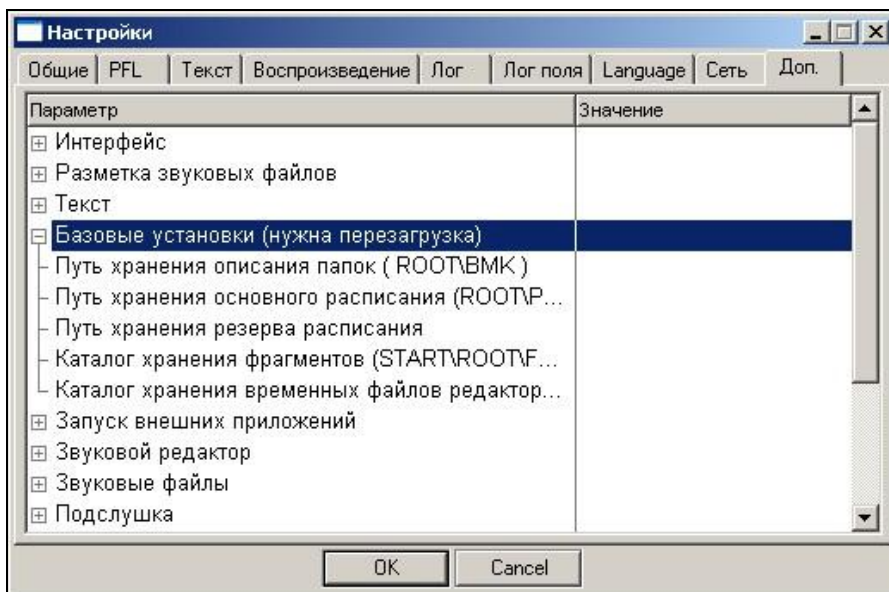 Настройки
Общие PFL Текст Воспроизведение Лог Лог поля Language Сеть Доп.
Параметр Значение
Интерфейс
Разметка звуковых файлов
Текст
Базовые установки (нужна перезагрузка)
Путь хранения описания папок ( ROOT\BMK )
Путь хранения основного расписания (ROOT\P...
Путь хранения резерва расписания
Каталог хранения фрагментов (START\ROOT\F...
Каталог хранения временных файлов редактор...
Запуск внешних приложений
Звуковой редактор
Звуковые файлы
Подслушка
OK Cancel